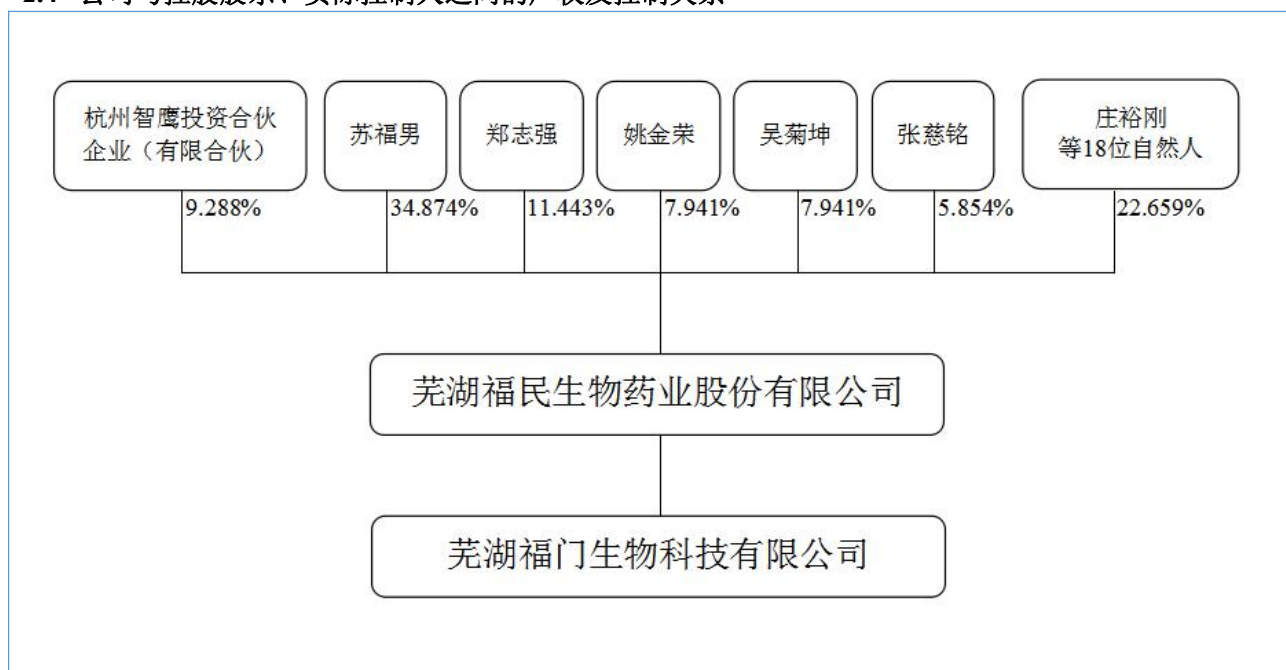 杭州智鹰投资合伙
企业（有限合伙）
苏福男
郑志强
姚金荣
吴菊坤
张慈铭
庄裕刚
等18位自然人
9.288%
34.874%
11.443%
7.941%
7.941%
5.854%
22.659%
芜湖福民生物药业股份有限公司
芜湖福门生物科技有限公司